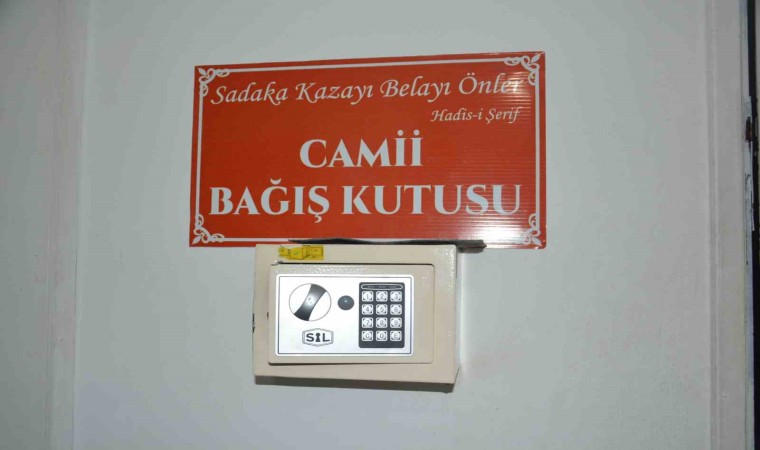 Sadaka Kazayı Belayı Önler
Hadis-i Şerif
CAMİİ
BAĞIŞ KUTUSU
SIL